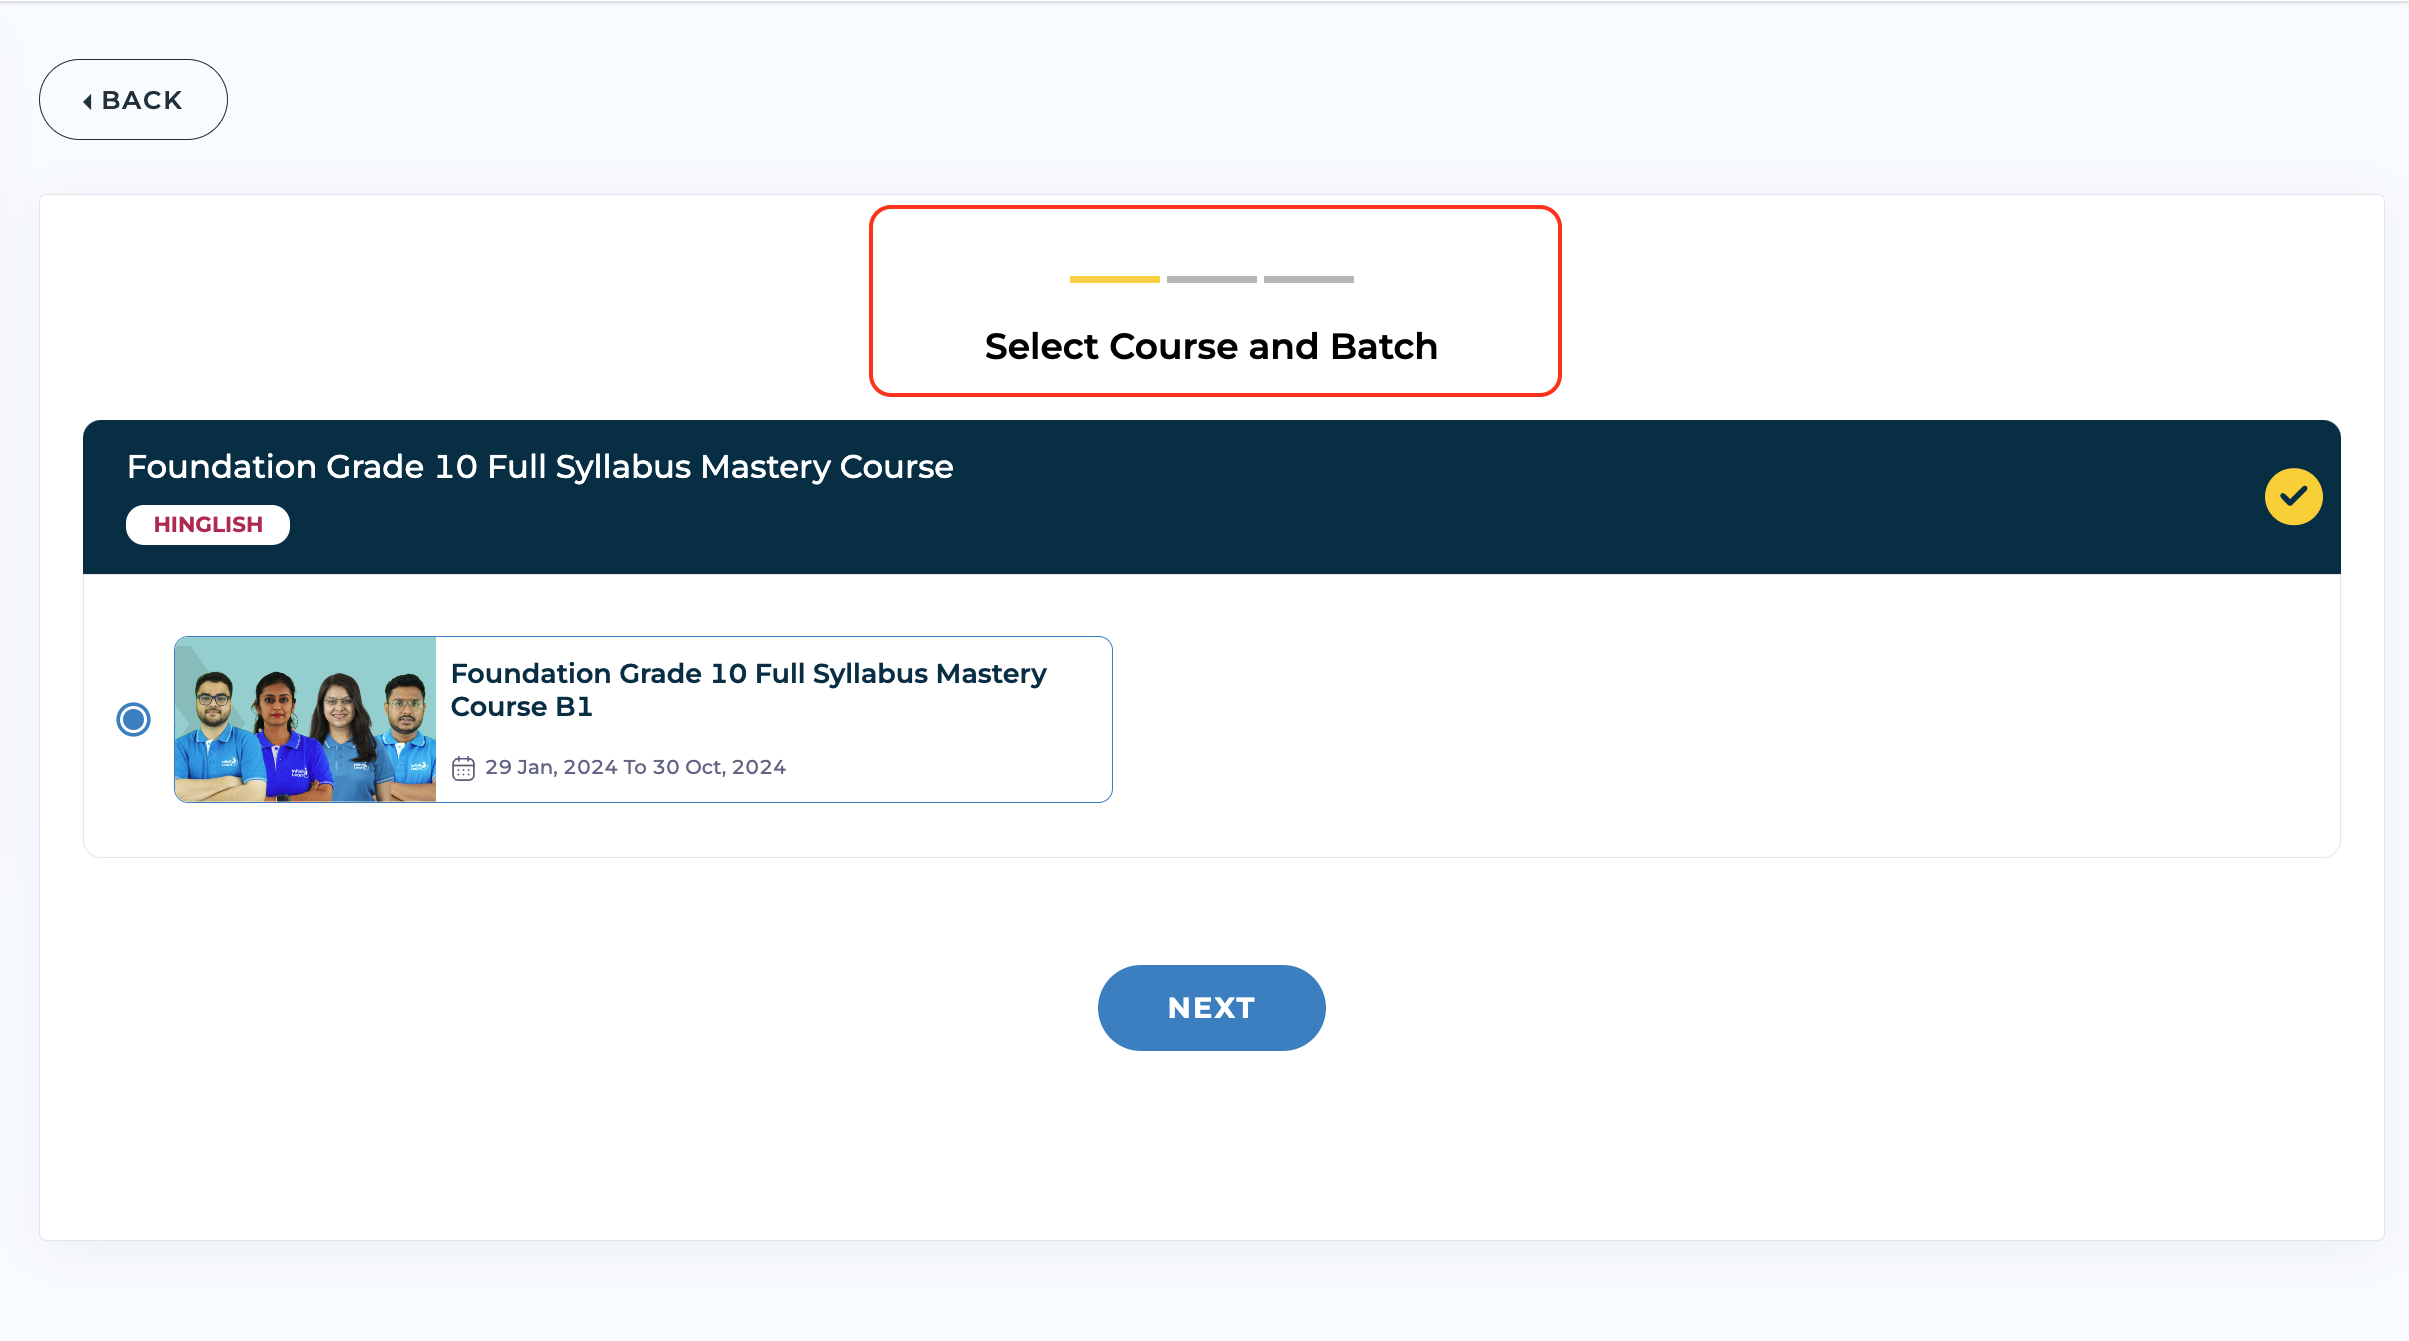 BACK
Select Course and Batch
Foundation Grade 10 Full Syllabus Mastery Course
HINGLISH
Foundation Grade 10 Full Syllabus Mastery
Course B1
29 Jan, 2024 To 30 Oct, 2024
NEXT